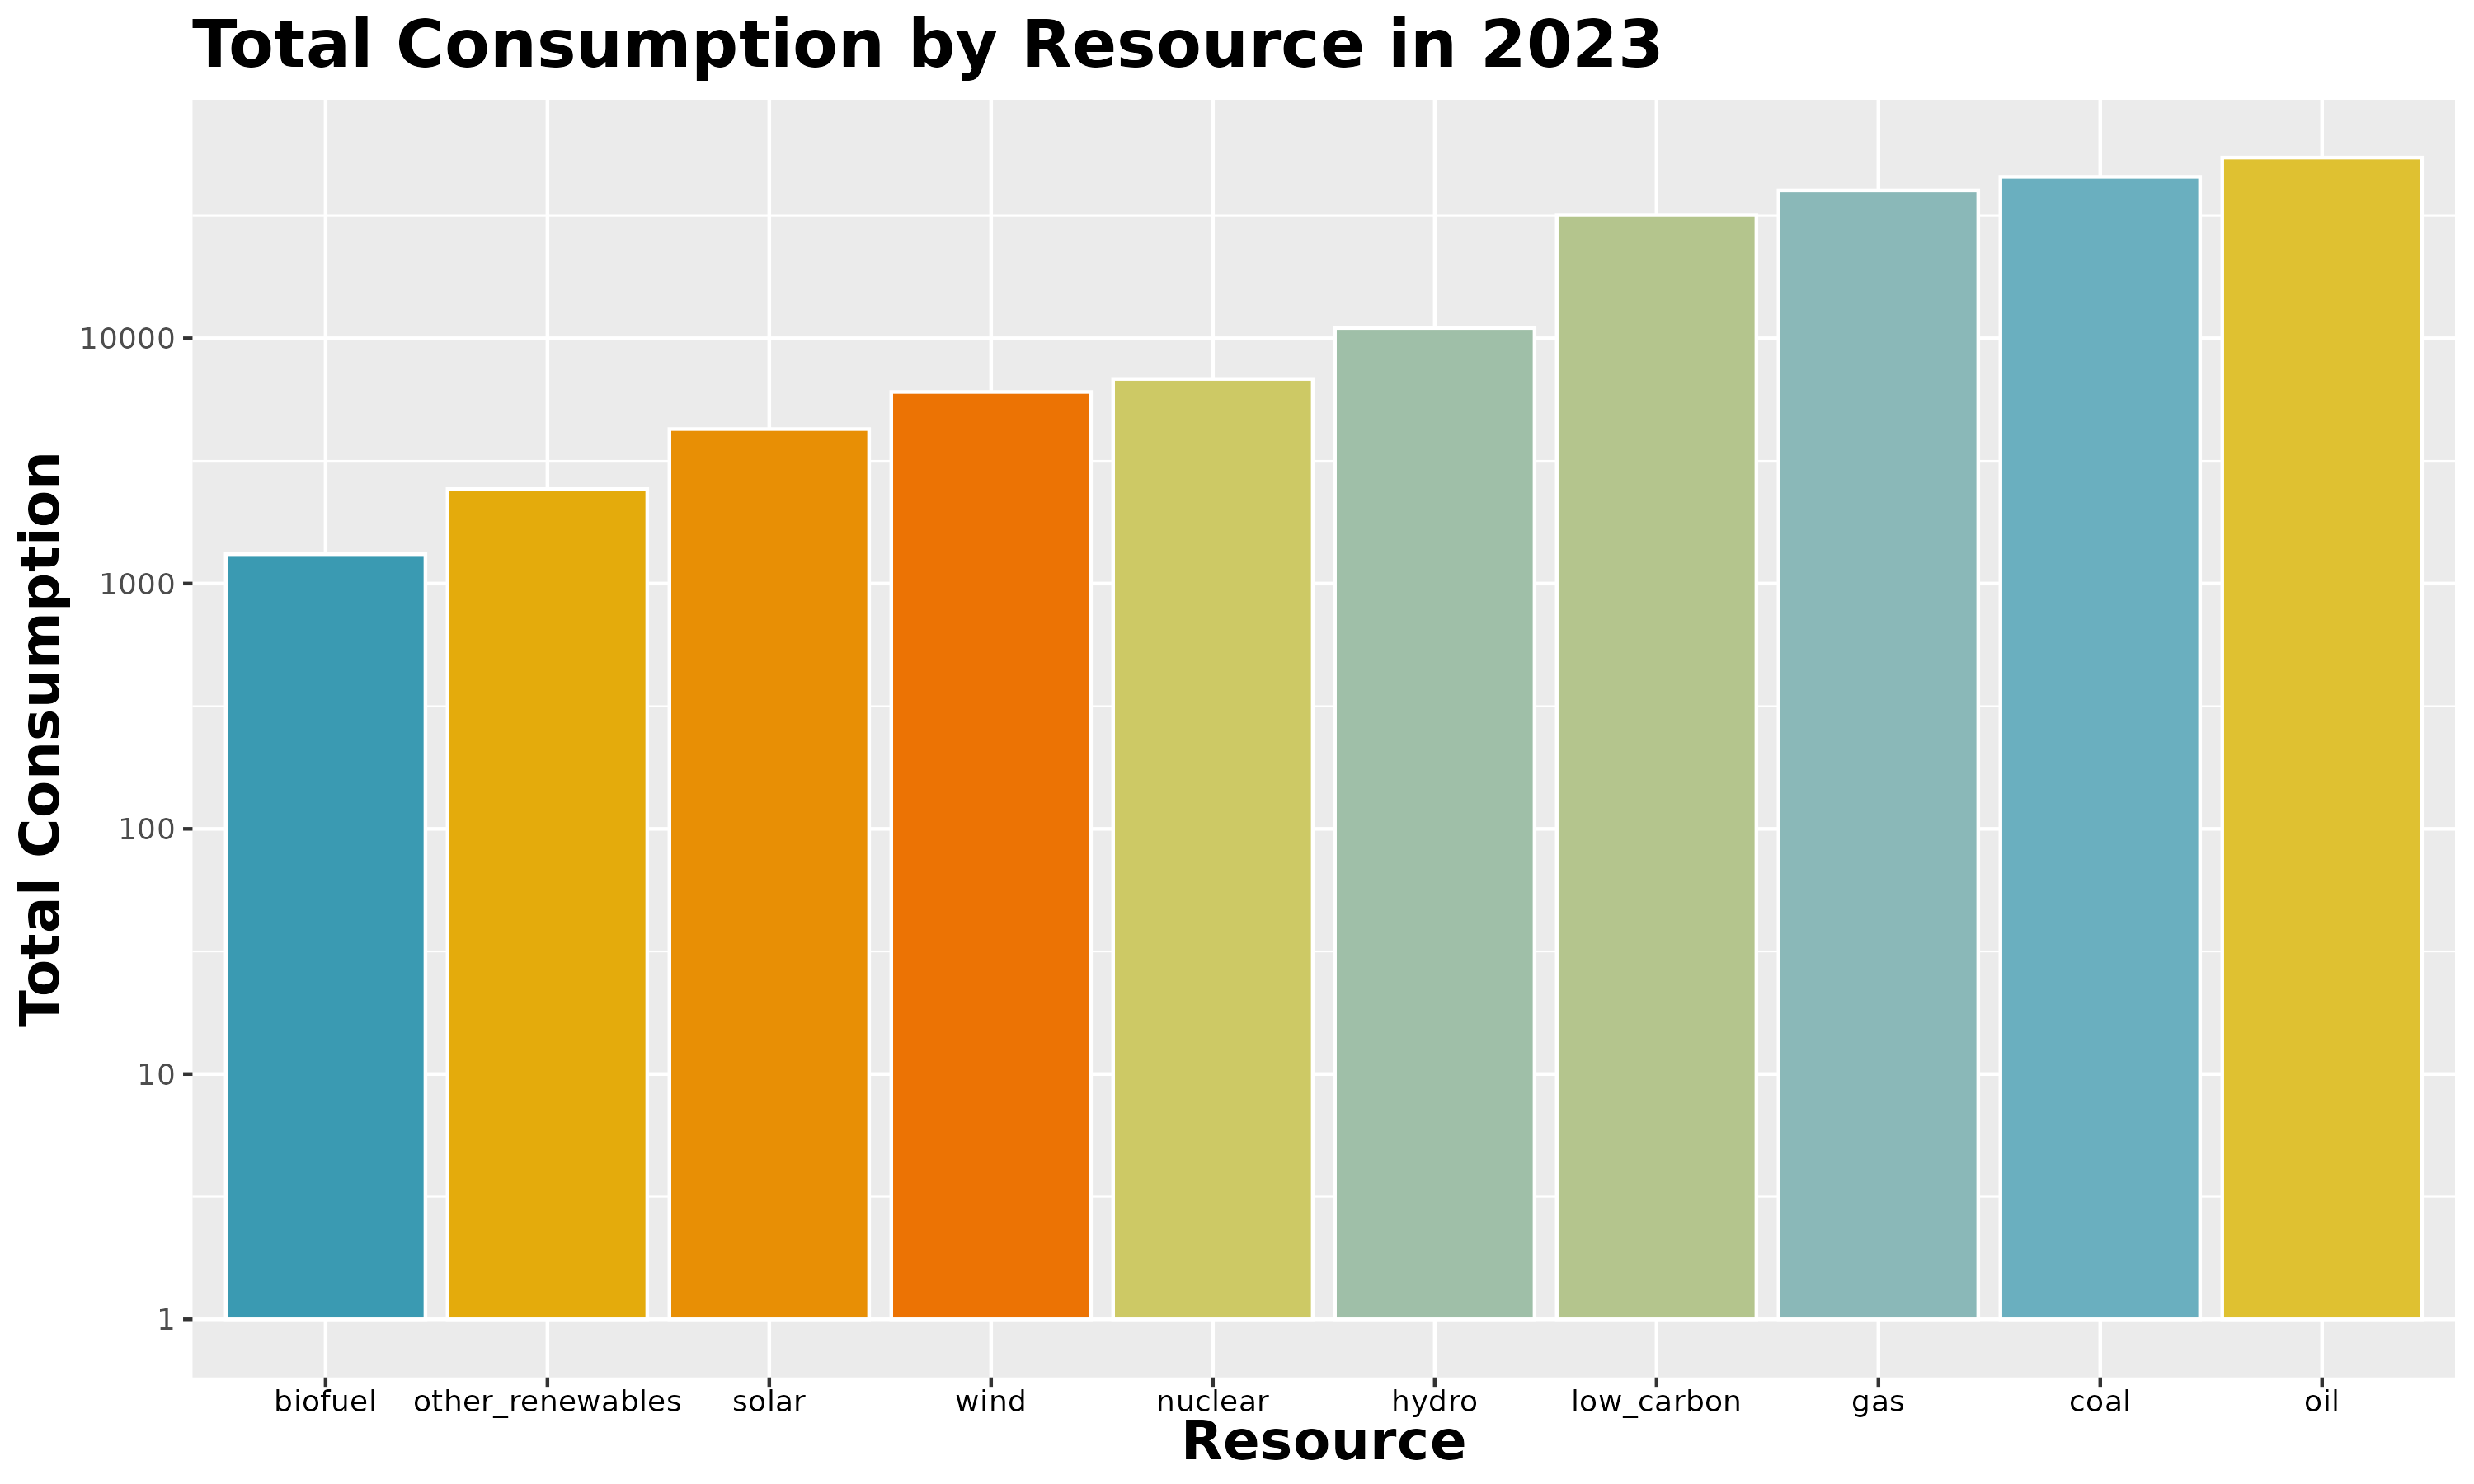 Total Consumption by Resource in 2023
Total Consumption
10000
1000
100
10
1
biofuel other_renewables solar wind nuclear hydro low_carbon gas coal oil
Resource